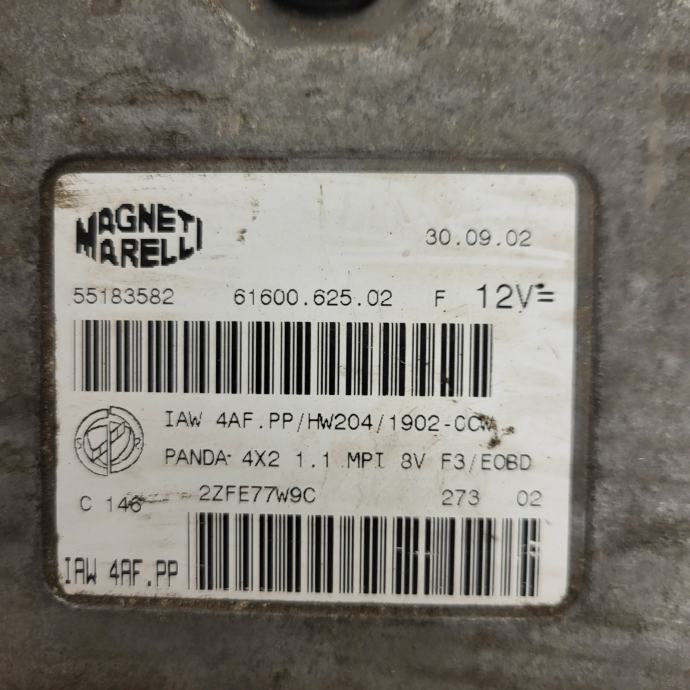 MAGNETI
MARELLI
30.09.02
55183582 61600.625.02 F 12V
IAW 4AF.PP/HW204/1902-CCW
PANDA 4X2 1.1 MPI 8V F3/EOBD
C 146 2ZFE77W9C 273 02
IAW 4AF.PP